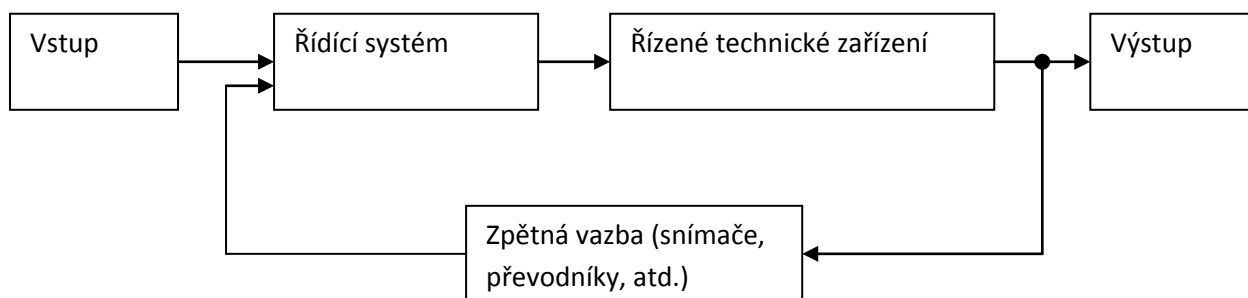 Vstup
Řídící systém
Řízené technické zařízení
Výstup
Zpětná vazba (snímače,
převodníky, atd.)